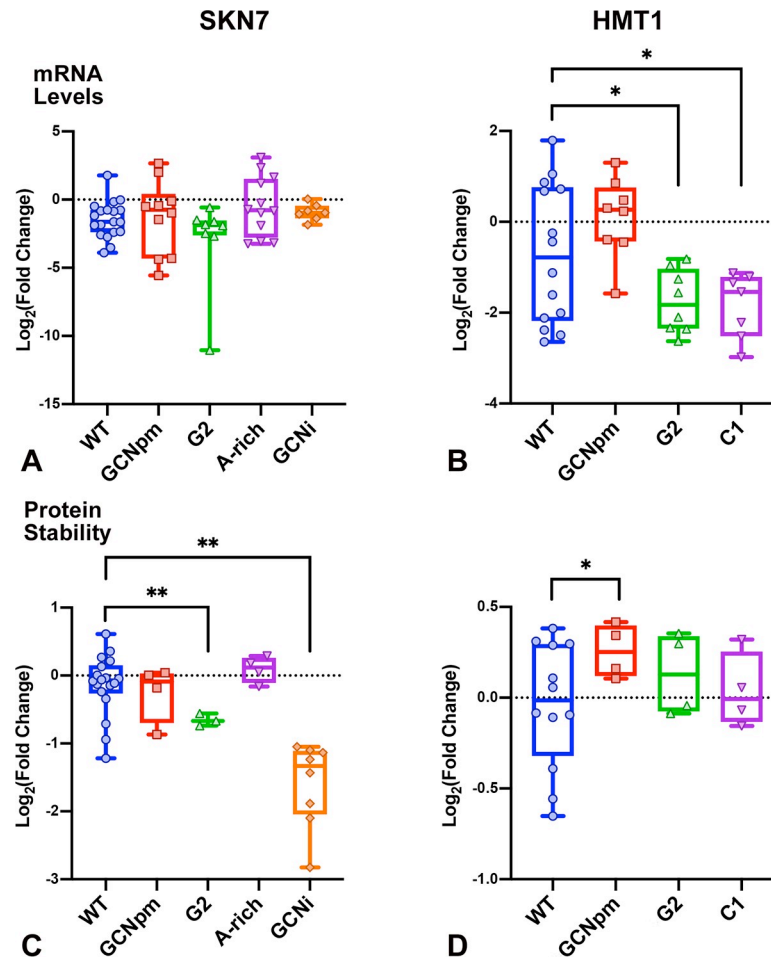 SKN7
HMT1
mRNA
Levels
5
0
-5
-10
-15
Log2(Fold Change)
WT
GCNpm
G2
A-rich
GCNi
A
*
*
2
0
-2
-4
Log2(Fold Change)
WT
GCNpm
G2
C1
B
Protein
Stability
**
**
1
0
-1
-2
-3
Log2(Fold Change)
WT
GCNpm
G2
A-rich
GCNi
C
*
0.5
0.0
-0.5
-1.0
Log2(Fold Change)
WT
GCNpm
G2
C1
D